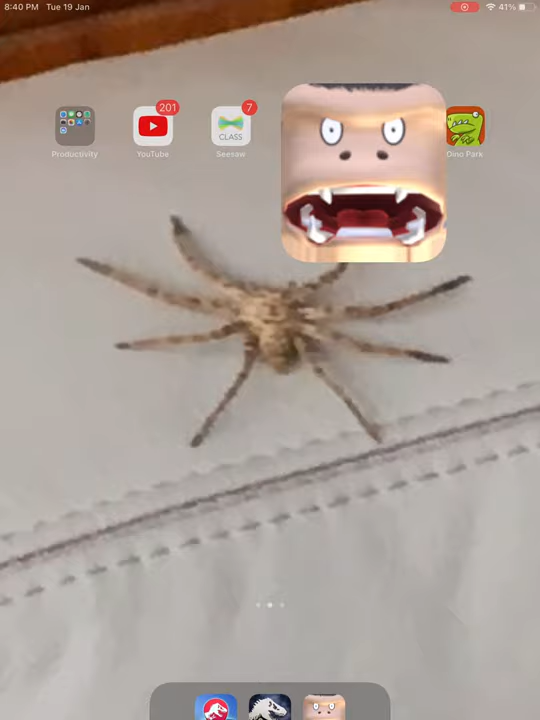 8:40 PM Tue 19 Jan
41%
201
7
CLASS
Productivity
YouTube
Seesaw
Dino Park